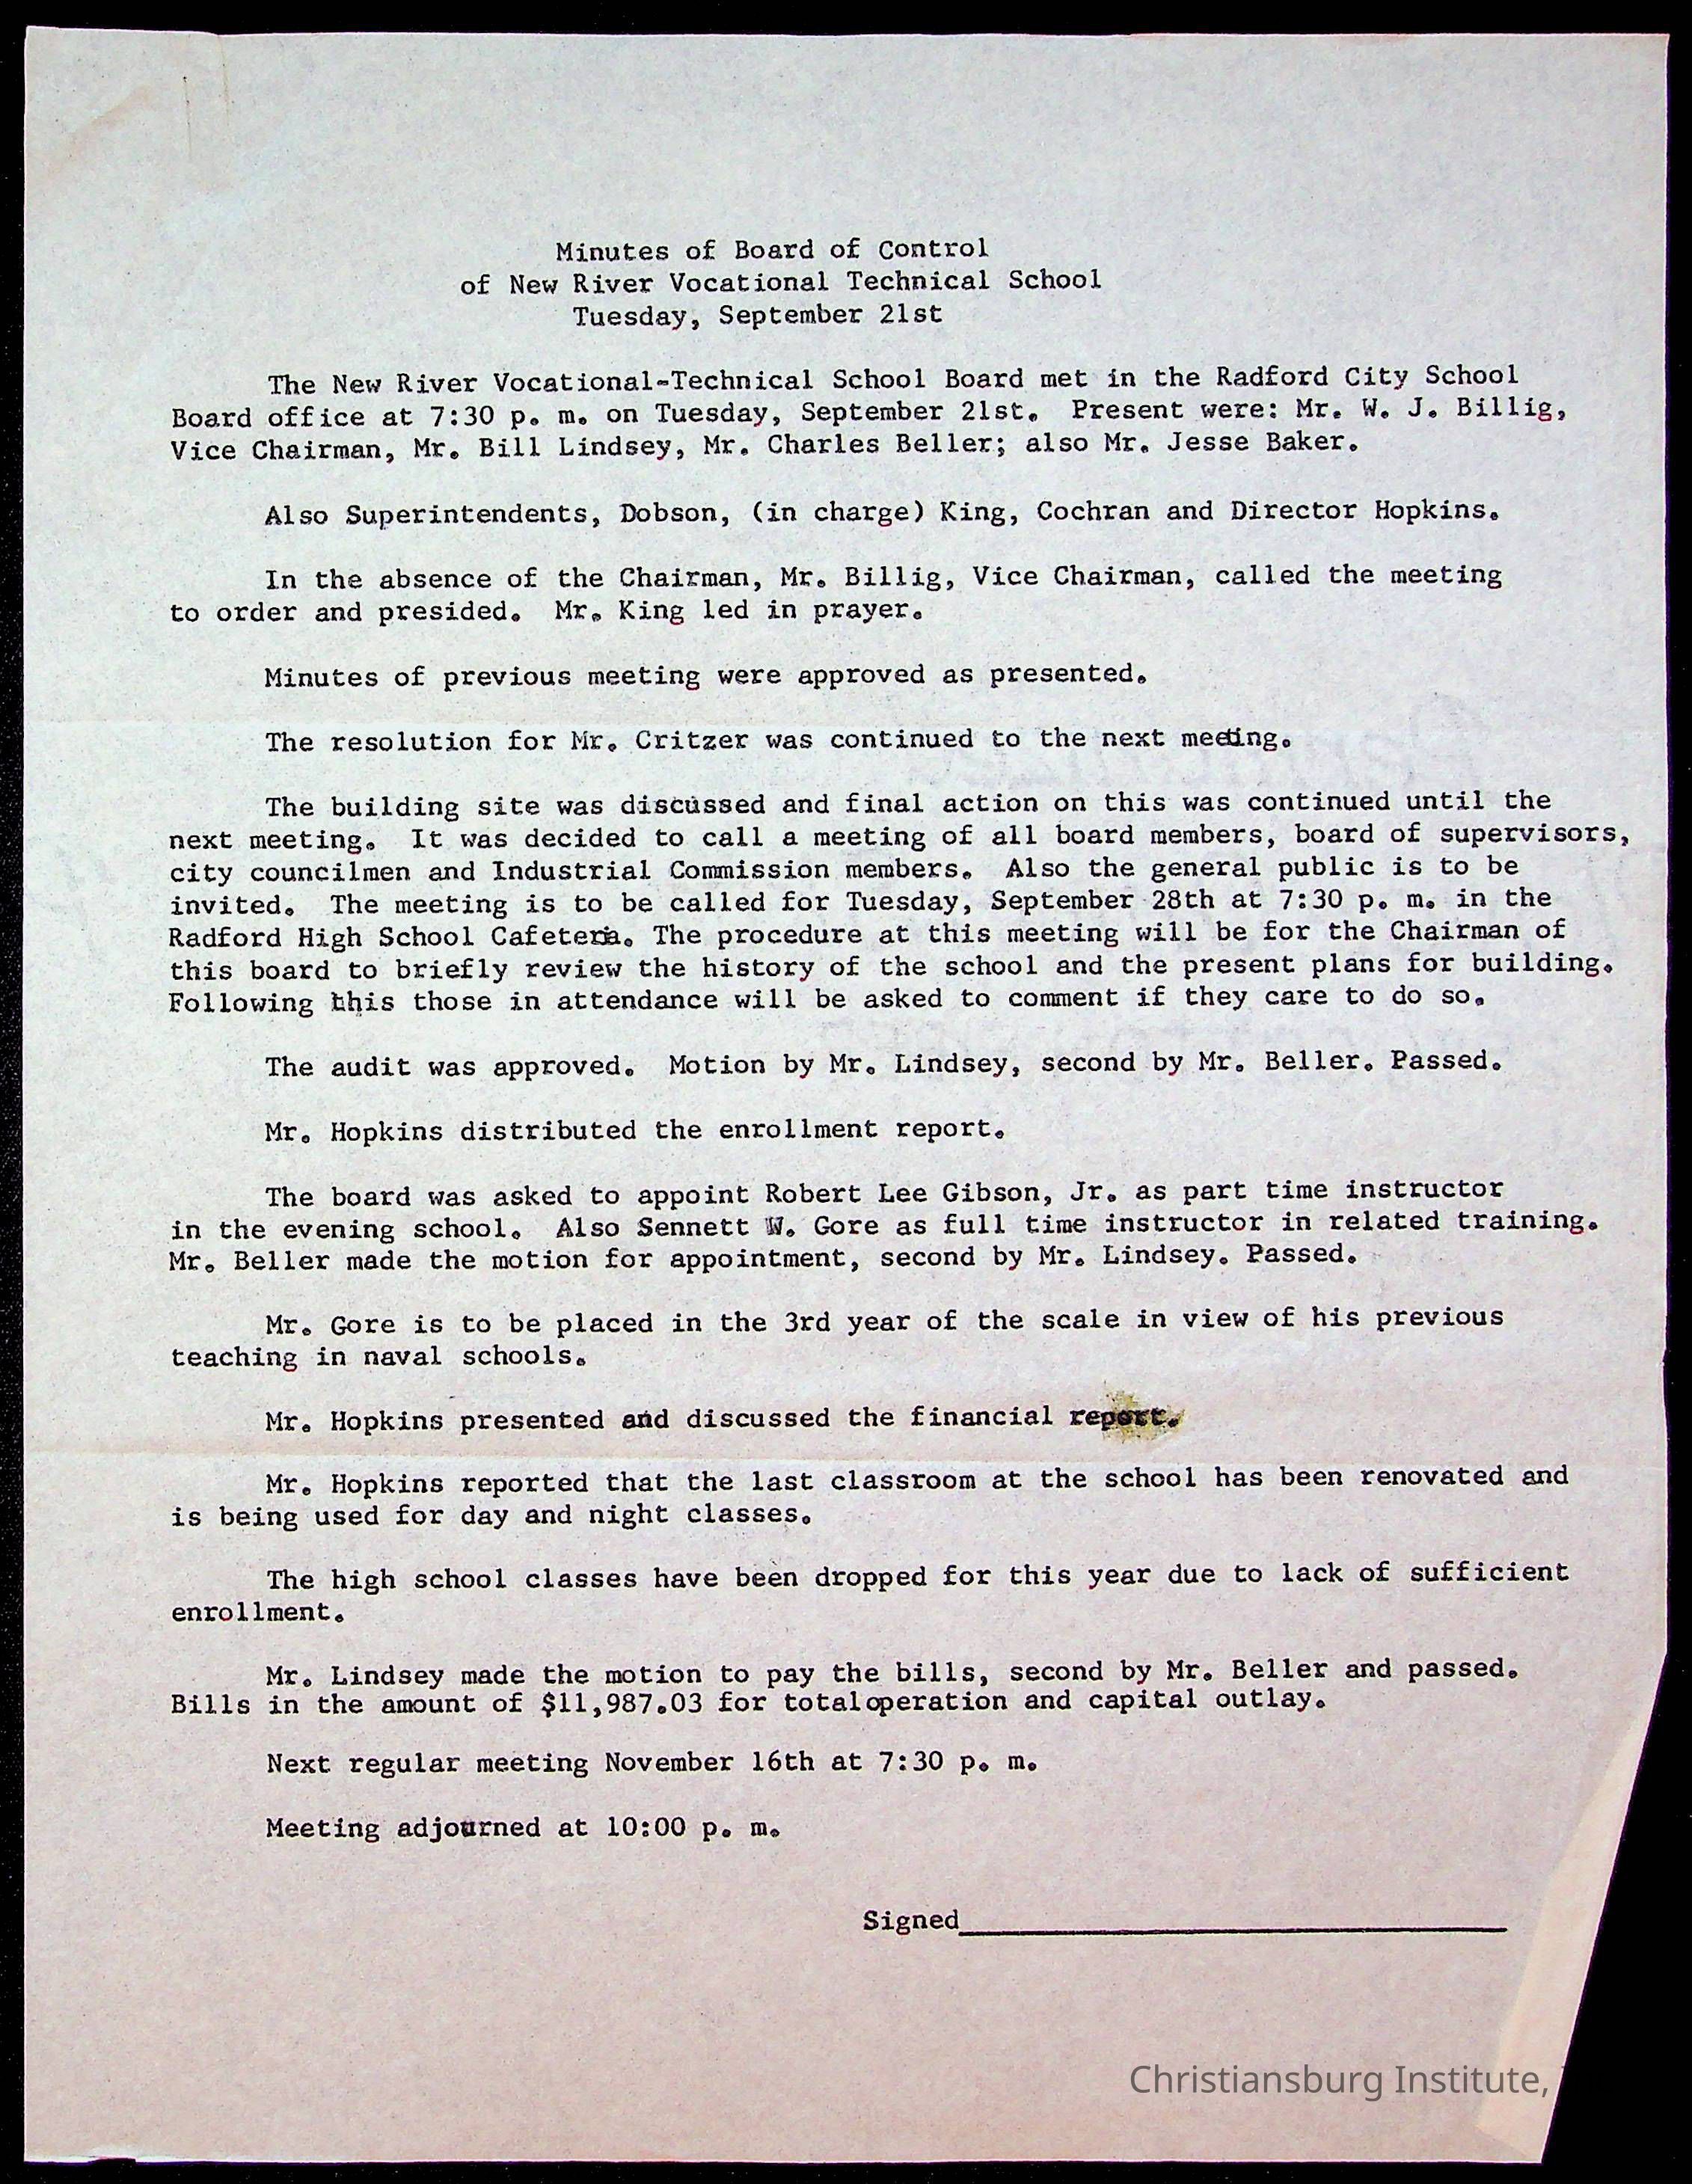 Minutes of Board of Control
of New River Vocational Technical School
Tuesday, September 21st
The New River Vocational-Technical School Board met in the Radford City School
Board office at 7:30 p. m. on Tuesday, September 21st. Present were: Mr. W. J. Billig,
Vice Chairman, Mr. Bill Lindsey, Mr. Charles Beller; also Mr. Jesse Baker.
Also Superintendents, Dobson, (in charge) King, Cochran and Director Hopkins.
In the absence of the Chairman, Mr. Billig, Vice Chairman, called the meeting
to order and presided. Mr. King led in prayer.
Minutes of previous meeting were approved as presented.
The resolution for Mr. Critzer was continued to the next meeting.
The building site was discussed and final action on this was continued until the
next meeting. It was decided to call a meeting of all board members, board of supervisors,
city councilmen and Industrial Commission members. Also the general public is to be
invited. The meeting is to be called for Tuesday, September 28th at 7:30 p. m. in the
Radford High School Cafeteria. The procedure at this meeting will be for the Chairman of
this board to briefly review the history of the school and the present plans for building.
Following this those in attendance will be asked to comment if they care to do so.
The audit was approved. Motion by Mr. Lindsey, second by Mr. Beller. Passed.
Mr. Hopkins distributed the enrollment report.
The board was asked to appoint Robert Lee Gibson, Jr. as part time instructor
in the evening school. Also Sennett W. Gore as full time instructor in related training.
Mr. Beller made the motion for appointment, second by Mr. Lindsey. Passed.
Mr. Gore is to be placed in the 3rd year of the scale in view of his previous
teaching in naval schools.
Mr. Hopkins presented and discussed the financial report.
Mr. Hopkins reported that the last classroom at the school has been renovated and
is being used for day and night classes.
The high school classes have been dropped for this year due to lack of sufficient
enrollment.
Mr. Lindsey made the motion to pay the bills, second by Mr. Beller and passed.
Bills in the amount of $11,987.03 for total operation and capital outlay.
Next regular meeting November 16th at 7:30 p. m.
Meeting adjourned at 10:00 p. m.
Signed
Christiansburg Institute,